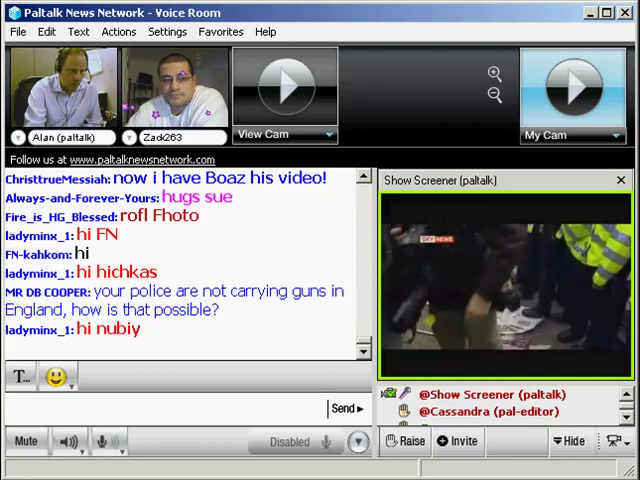 Paltalk News Network - Voice Room
File Edit Text Actions Settings Favorites Help
Alan (paltalk) Zack263 View Cam My Cam
Follow us at www.paltalknewsnetwork.com
ChristtrueMessiah: now i have Boaz his video!
Always-and-Forever-Yours: hugs sue
Fire_is_HG_Blessed: rofl Fhoto
ladyminx_1: hi FN
FN-kahkom: hi
ladyminx_1: hi hichkas
MR DB COOPER: your police are not carrying guns in
England, how is that possible?
ladyminx_1: hi nubiy
Show Screener (paltalk)
SKY NEWS
T...
Send
@Show Screener (paltalk)
@Cassandra (pal-editor)
Mute Disabled Raise Invite Hide